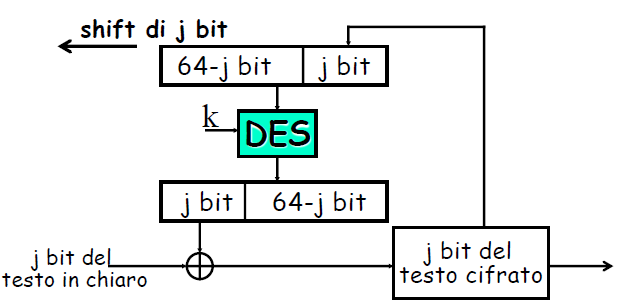 shift di j bit
64-j bit
j bit
k
DES
j bit
64-j bit
j bit del
testo in chiaro
j bit del
testo cifrato